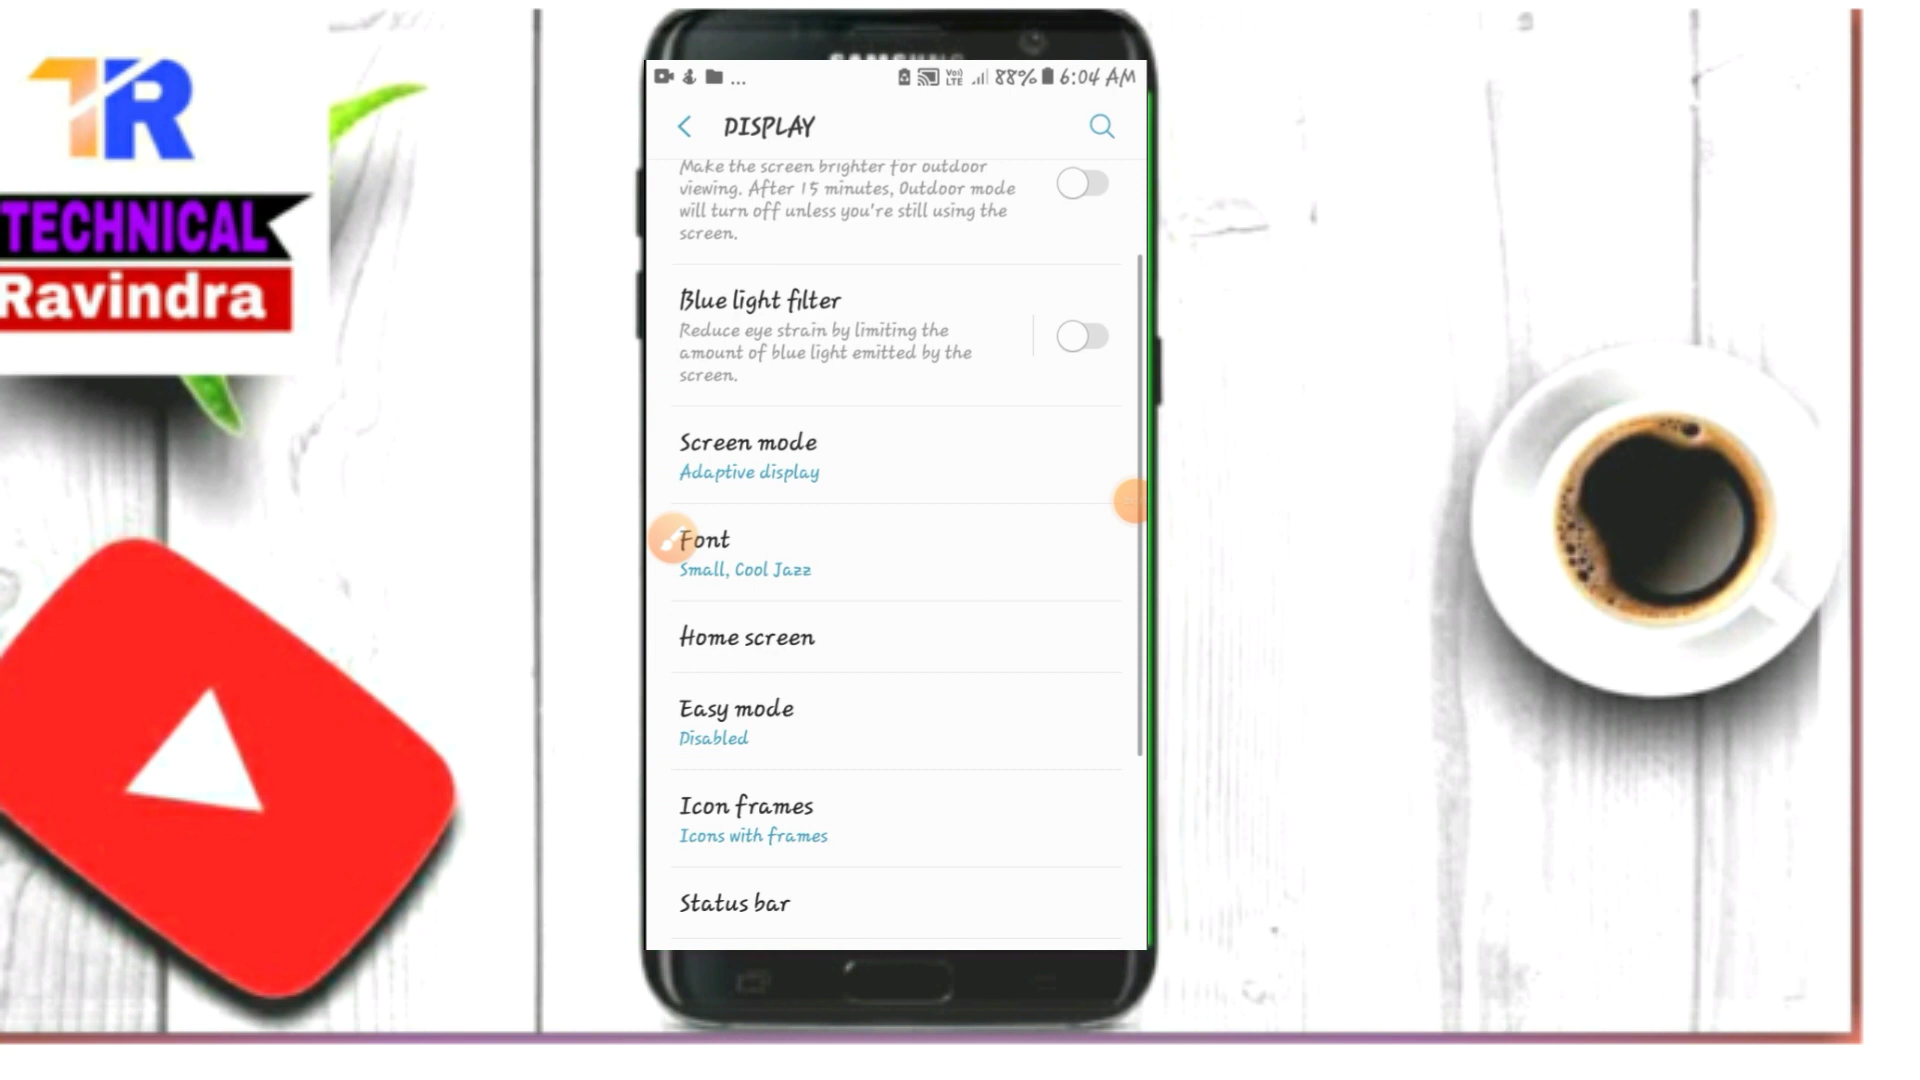 TR
TECHNICAL
Ravindra
SAMSUNG
... Vo) LTE 88% 6:04 AM
DISPLAY
Make the screen brighter for outdoor
viewing. After 15 minutes, Outdoor mode
will turn off unless you're still using the
screen.
Blue light filter
Reduce eye strain by limiting the
amount of blue light emitted by the
screen.
Screen mode
Adaptive display
Font
Small, Cool Jazz
Home screen
Easy mode
Disabled
Icon frames
Icons with frames
Status bar